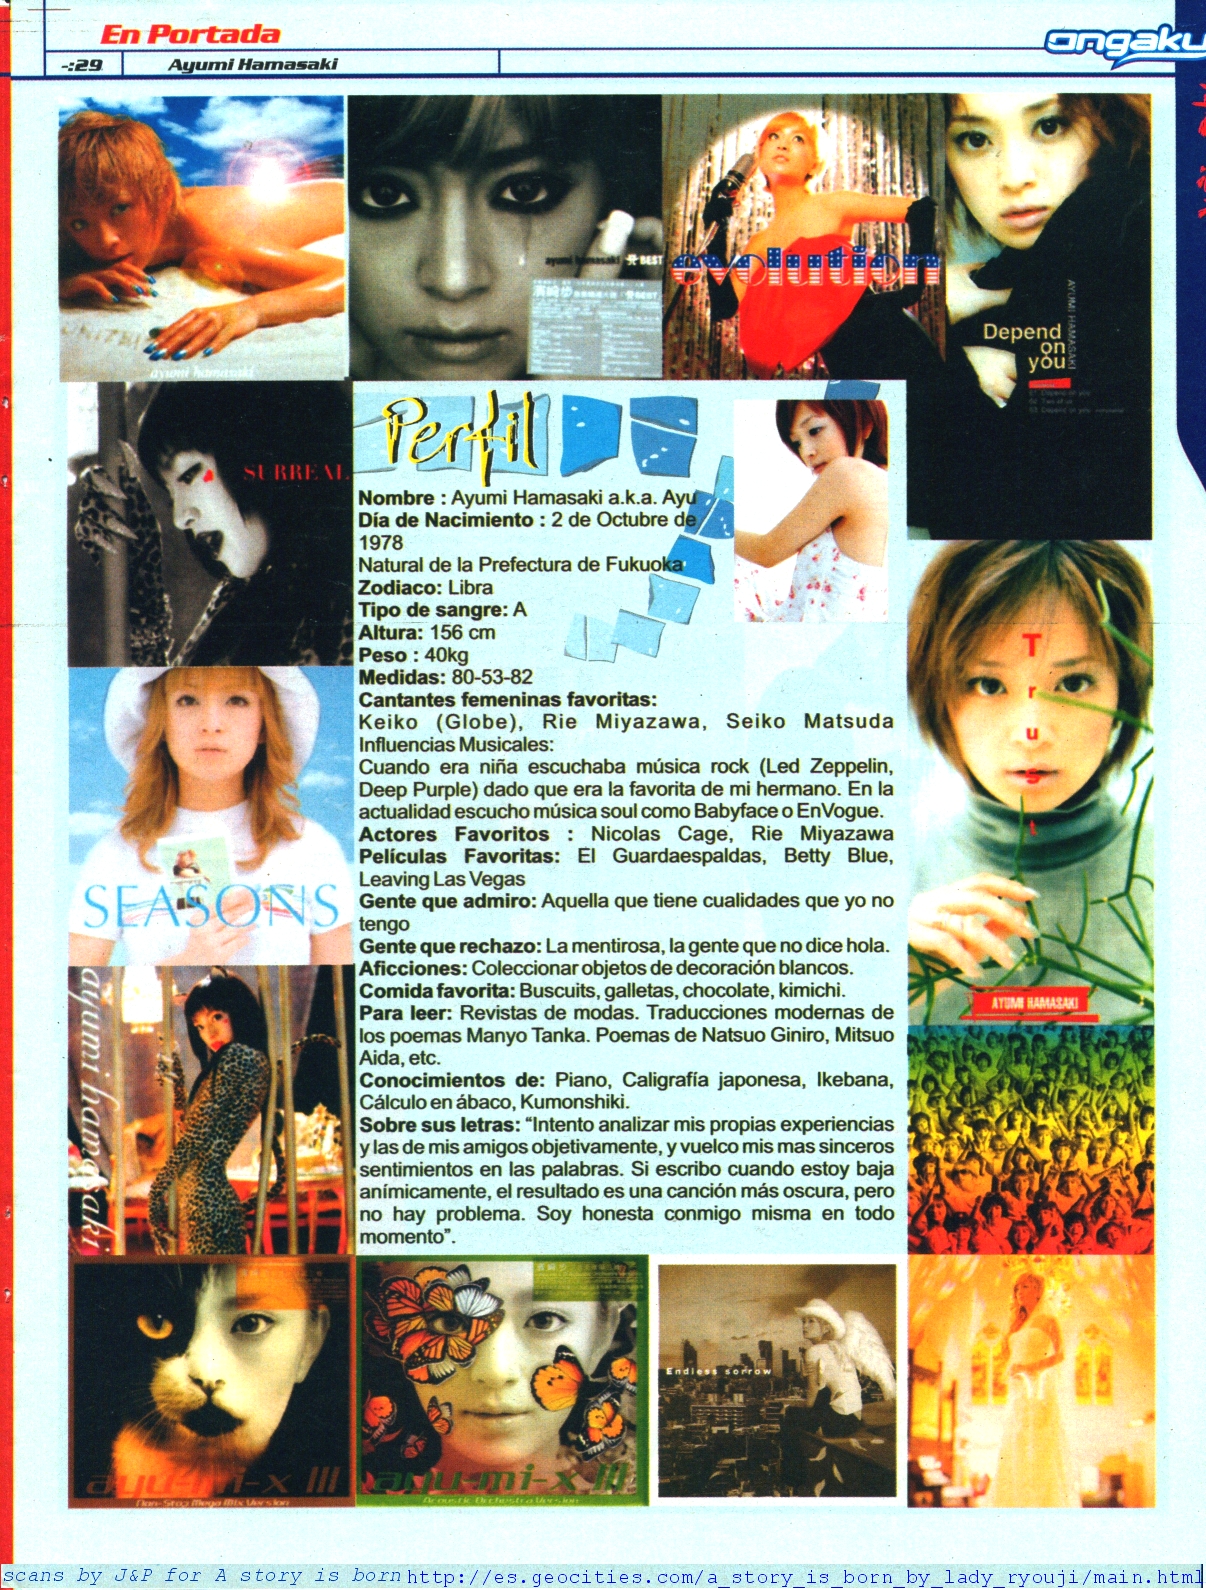 En Portada
ongaku
-:29
Ayumi Hamasaki
ayumi hamasaki
ayumi hamasaki A BEST
evolution
Depend
on
you
AYUMI HAMASAKI
SURREAL
Perfil
Nombre : Ayumi Hamasaki a.k.a. Ayu
Día de Nacimiento : 2 de Octubre de
1978
Natural de la Prefectura de Fukuoka
Zodiaco: Libra
Tipo de sangre: A
Altura: 156 cm
Peso : 40kg
Medidas: 80-53-82
Cantantes femeninas favoritas:
Keiko (Globe), Rie Miyazawa, Seiko Matsuda
Influencias Musicales:
Cuando era niña escuchaba música rock (Led Zeppelin,
Deep Purple) dado que era la favorita de mi hermano. En la
actualidad escucho música soul como Babyface o EnVogue.
Actores Favoritos : Nicolas Cage, Rie Miyazawa
Películas Favoritas: El Guardaespaldas, Betty Blue,
Leaving Las Vegas
Gente que admiro: Aquella que tiene cualidades que yo no
tengo
Gente que rechazo: La mentirosa, la gente que no dice hola.
Aficciones: Coleccionar objetos de decoración blancos.
Comida favorita: Buscuits, galletas, chocolate, kimichi.
Para leer: Revistas de modas. Traducciones modernas de
los poemas Manyo Tanka. Poemas de Natsuo Giniro, Mitsuo
Aida, etc.
Conocimientos de: Piano, Caligrafía japonesa, Ikebana,
Cálculo en ábaco, Kumonshiki.
Sobre sus letras: “Intento analizar mis propias experiencias
y las de mis amigos objetivamente, y vuelco mis mas sinceros
sentimientos en las palabras. Si escribo cuando estoy baja
anímicamente, el resultado es una canción más oscura, pero
no hay problema. Soy honesta conmigo misma en todo
momento”.
Trust
AYUMI HAMASAKI
SEASONS
ayumi hamasaki
ayu-mi-x III
Non-Stop Mega Mix Version
ayu-mi-x III
Acoustic Orchestra Version
Endless sorrow
scans by J&P for A story is born http://es.geocities.com/a_story_is_born_by_lady_ryouji/main.html